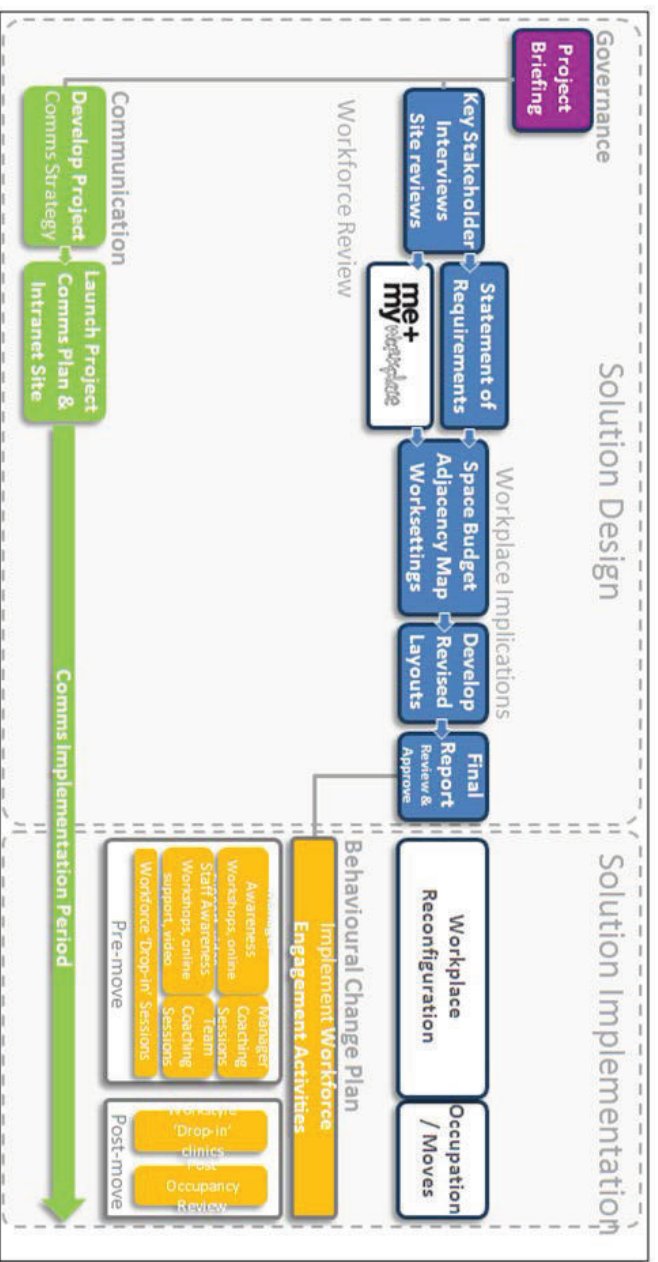 Solution Design
Solution Implementation
Governance
Project
Briefing
Key Stakeholder
Interviews
Site reviews
Workforce Review
Statement of
Requirements
me+
my workplace
Workplace Implications
Space Budget
Adjacency Map
Worksettings
Develop
Revised
Layouts
Final
Report
Review &
Approve
Workplace
Reconfiguration
Occupation
/ Moves
Behavioural Change Plan
Implement Workforce
Engagement Activities
Awareness
Workshops, online
Manager
Coaching
Sessions
Staff Awareness
Workshops, online
support, video
Team
Coaching
Sessions
Workforce 'Drop-in' Sessions
Pre-move
'Drop-in'
clinics
Occupancy
Review
Post-move
Communication
Develop Project
Comms Strategy
Launch Project
Comms Plan &
Intranet Site
Comms Implementation Period